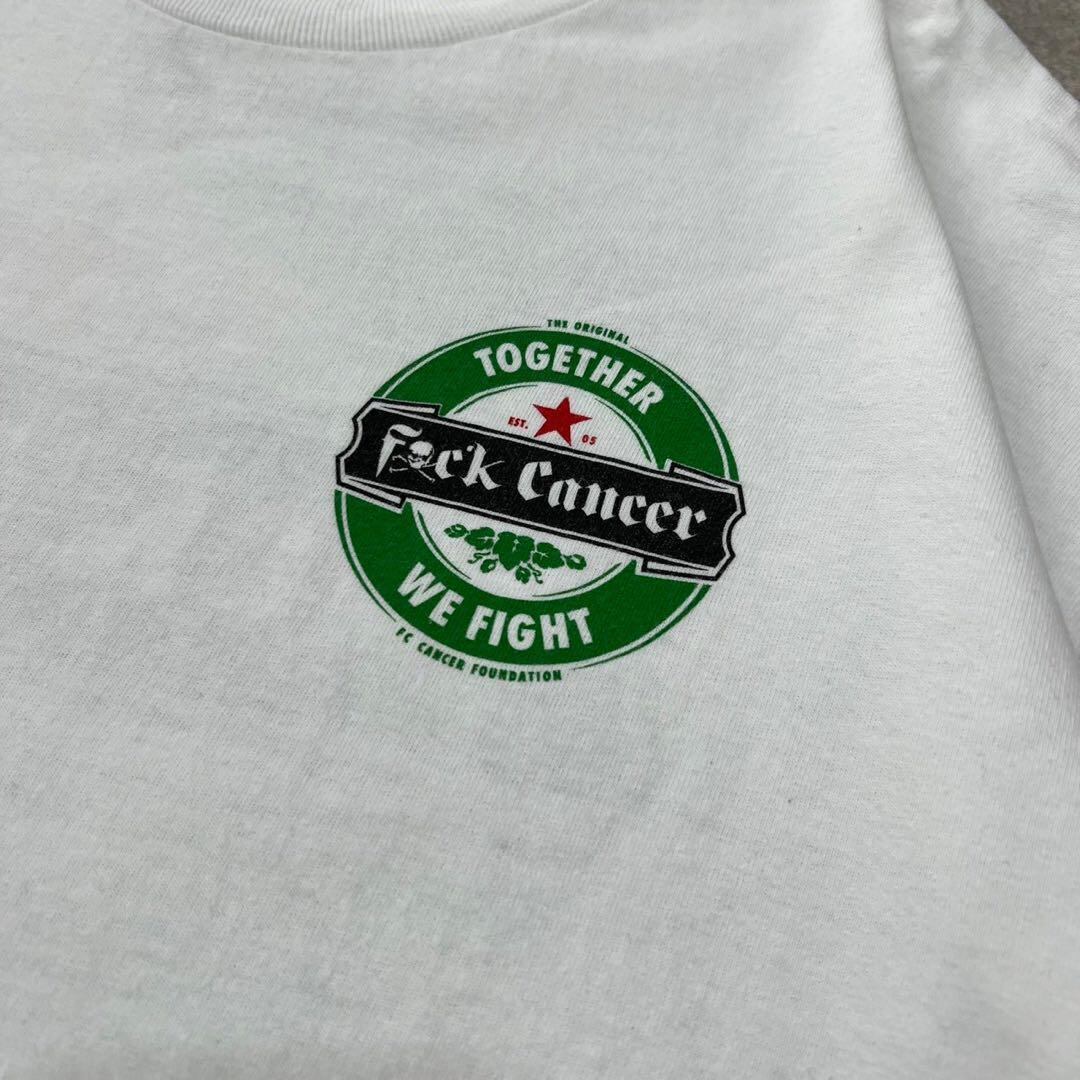 THE ORIGINAL
TOGETHER
EST. 05
F☠ck Cancer
WE FIGHT
FC CANCER FOUNDATION